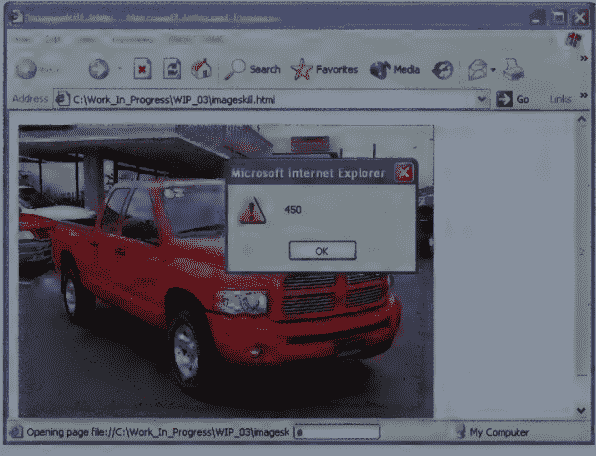 Search Favorites Media
Address C:\Work_In_Progress\WIP_03\imageskill.html Go Links
Microsoft Internet Explorer
450
OK
Opening page file://C:\Work_In_Progress\WIP_03\imagesk
My Computer